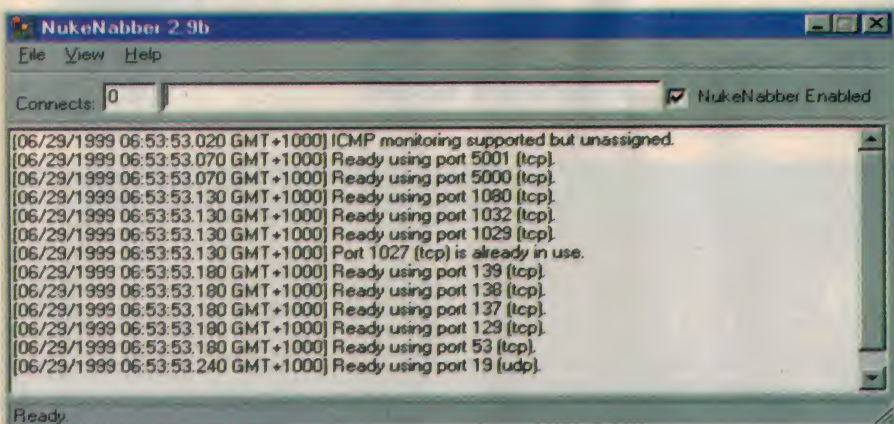 NukeNabber 2.9b
File View Help
Connects: 0 NukeNabber Enabled
[06/29/1999 06:53:53.020 GMT+1000] ICMP monitoring supported but unassigned.
[06/29/1999 06:53:53.070 GMT+1000] Ready using port 5001 (tcp).
[06/29/1999 06:53:53.070 GMT+1000] Ready using port 5000 (tcp).
[06/29/1999 06:53:53.130 GMT+1000] Ready using port 1080 (tcp).
[06/29/1999 06:53:53.130 GMT+1000] Ready using port 1032 (tcp).
[06/29/1999 06:53:53.130 GMT+1000] Ready using port 1029 (tcp).
[06/29/1999 06:53:53.130 GMT+1000] Port 1027 (tcp) is already in use.
[06/29/1999 06:53:53.180 GMT+1000] Ready using port 139 (tcp).
[06/29/1999 06:53:53.180 GMT+1000] Ready using port 138 (tcp).
[06/29/1999 06:53:53.180 GMT+1000] Ready using port 137 (tcp).
[06/29/1999 06:53:53.180 GMT+1000] Ready using port 129 (tcp).
[06/29/1999 06:53:53.180 GMT+1000] Ready using port 53 (tcp).
[06/29/1999 06:53:53.240 GMT+1000] Ready using port 19 (udp).
Ready.